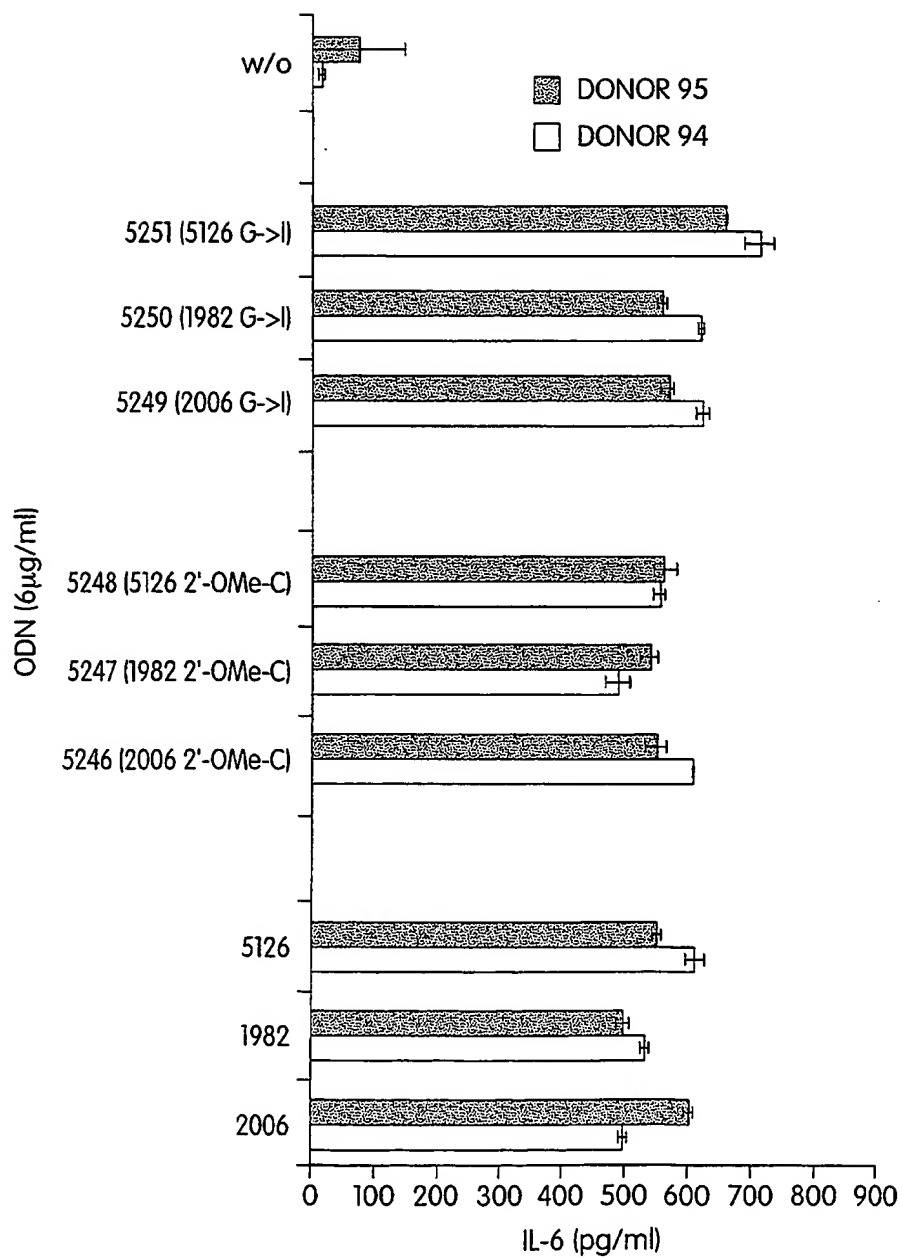 w/o
DONOR 95
DONOR 94
5251 (5126 G->I)
5250 (1982 G->I)
5249 (2006 G->I)
ODN (6µg/ml)
5248 (5126 2'-OMe-C)
5247 (1982 2'-OMe-C)
5246 (2006 2'-OMe-C)
5126
1982
2006
0 100 200 300 400 500 600 700 800 900
IL-6 (pg/ml)